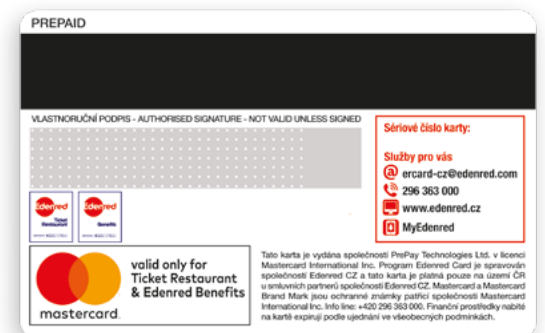 PREPAID
VLASTNORUČNÍ PODPIS - AUTHORISED SIGNATURE - NOT VALID UNLESS SIGNED
Sériové číslo karty:
Služby pro vás
@ ercard-cz@edenred.com
296 363 000
www.edenred.cz
MyEdenred
Edenred
Ticket
Restaurant
Edenred
Benefits
valid only for
Ticket Restaurant
& Edenred Benefits
mastercard
Tato karta je vydána společností PrePay Technologies Ltd. v licenci
Mastercard International Inc. Program Edenred Card je spravován
společností Edenred CZ a tato karta je platná pouze na území ČR
u smluvních partnerů společnosti Edenred CZ. Mastercard a Mastercard
Brand Mark jsou ochranné známky patřící společnosti Mastercard
International Inc. Info line: +420 296 363 000. Finanční prostředky nabité
na kartě expirují podle ujednání ve všeobecných podmínkách.